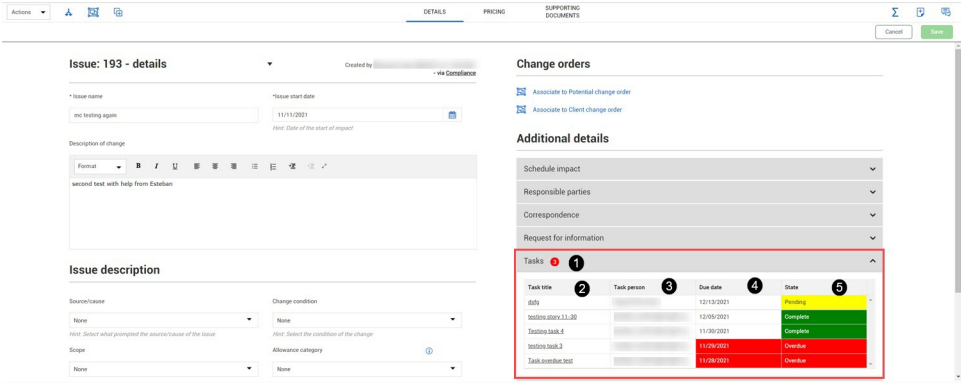 Actions
DETAILS
PRICING
SUPPORTING
DOCUMENTS
Cancel
Save
Issue: 193 - details
Created by
- via Compliance
* Issue name
*Issue start date
mc testing again
11/11/2021
Hint: Date of the start of impact
Description of change
Format
B I U
second test with help from Esteban
Issue description
Source/cause
Change condition
None
None
Hint: Select what prompted the source/cause of the issue
Hint: Select the condition of the change
Scope
Allowance category
None
None
Change orders
Associate to Potential change order
Associate to Client change order
Additional details
Schedule impact
Responsible parties
Correspondence
Request for information
Tasks 3 1
Task title 2 Task person 3 Due date 4 State 5
dsfg 12/13/2021 Pending
testing story 11:-30 12/05/2021 Complete
Testing task 4 11/30/2021 Complete
testing task 3 11/29/2021 Overdue
Task overdue test 11/28/2021 Overdue